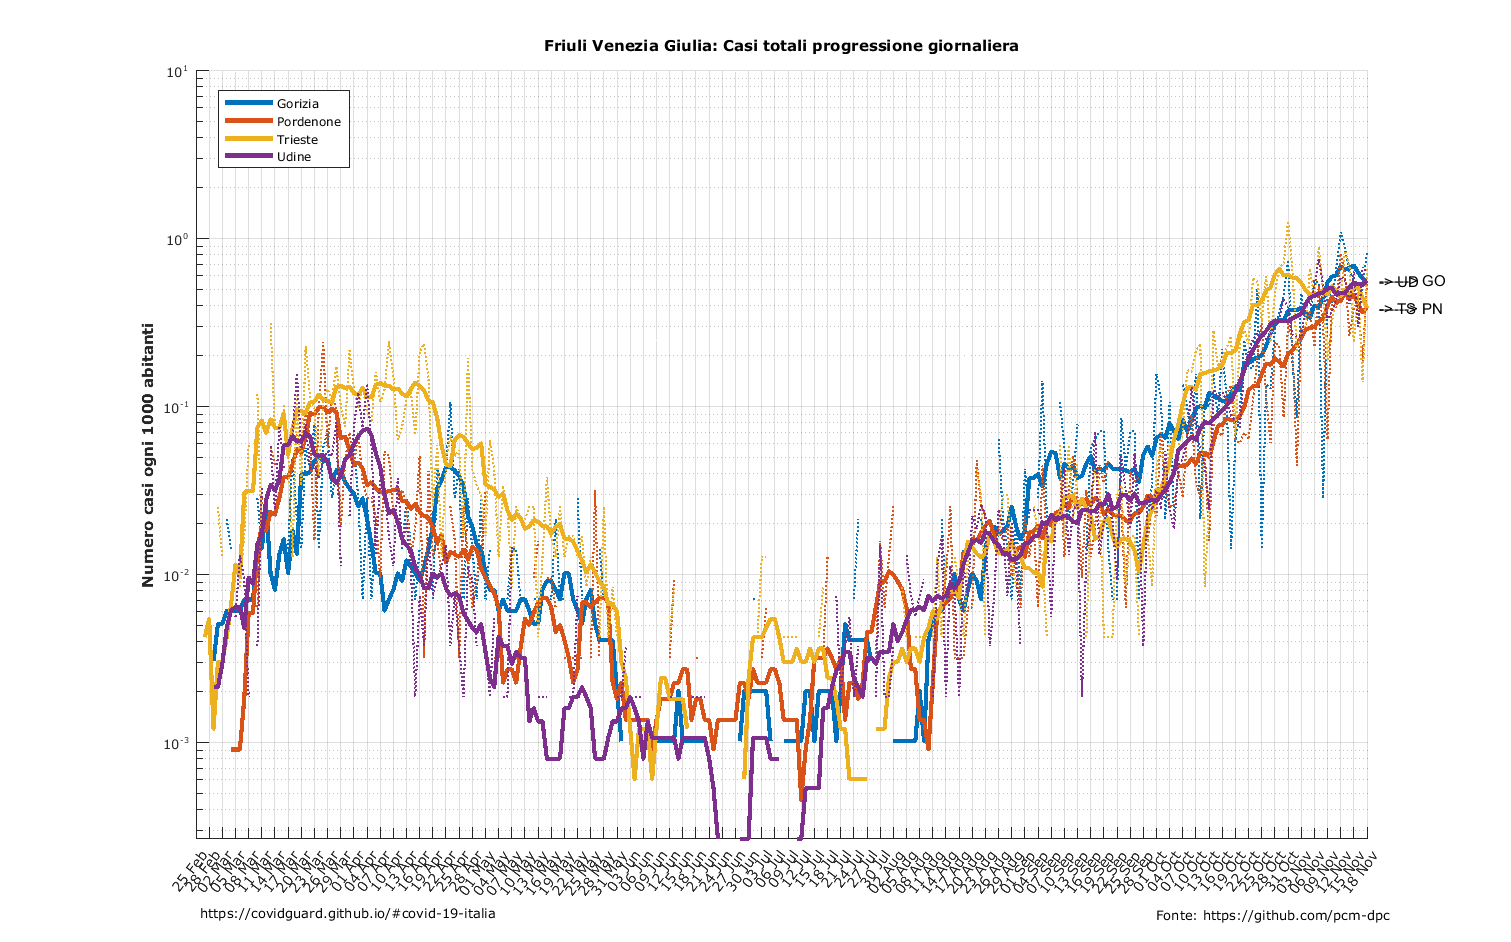 Friuli Venezia Giulia: Casi totali progressione giornaliera
Numero casi ogni 1000 abitanti
10^1
10^0
10^-1
10^-2
10^-3
Gorizia
Pordenone
Trieste
Udine
GO
PN
25 Feb
28 Feb
02 Mar
05 Mar
08 Mar
11 Mar
14 Mar
17 Mar
20 Mar
23 Mar
26 Mar
29 Mar
01 Apr
04 Apr
07 Apr
10 Apr
13 Apr
16 Apr
19 Apr
22 Apr
25 Apr
28 Apr
01 May
04 May
07 May
10 May
13 May
16 May
19 May
22 May
25 May
28 May
31 May
03 Jun
06 Jun
09 Jun
12 Jun
15 Jun
18 Jun
21 Jun
24 Jun
27 Jun
30 Jun
03 Jul
06 Jul
09 Jul
12 Jul
15 Jul
18 Jul
21 Jul
24 Jul
27 Jul
30 Jul
02 Aug
05 Aug
08 Aug
11 Aug
14 Aug
17 Aug
20 Aug
23 Aug
26 Aug
29 Aug
01 Sep
04 Sep
07 Sep
10 Sep
13 Sep
16 Sep
19 Sep
22 Sep
25 Sep
28 Sep
01 Oct
04 Oct
07 Oct
10 Oct
13 Oct
16 Oct
19 Oct
22 Oct
25 Oct
28 Oct
31 Oct
03 Nov
06 Nov
09 Nov
12 Nov
15 Nov
18 Nov
https://covidguard.github.io/#covid-19-italia
Fonte: https://github.com/pcm-dpc